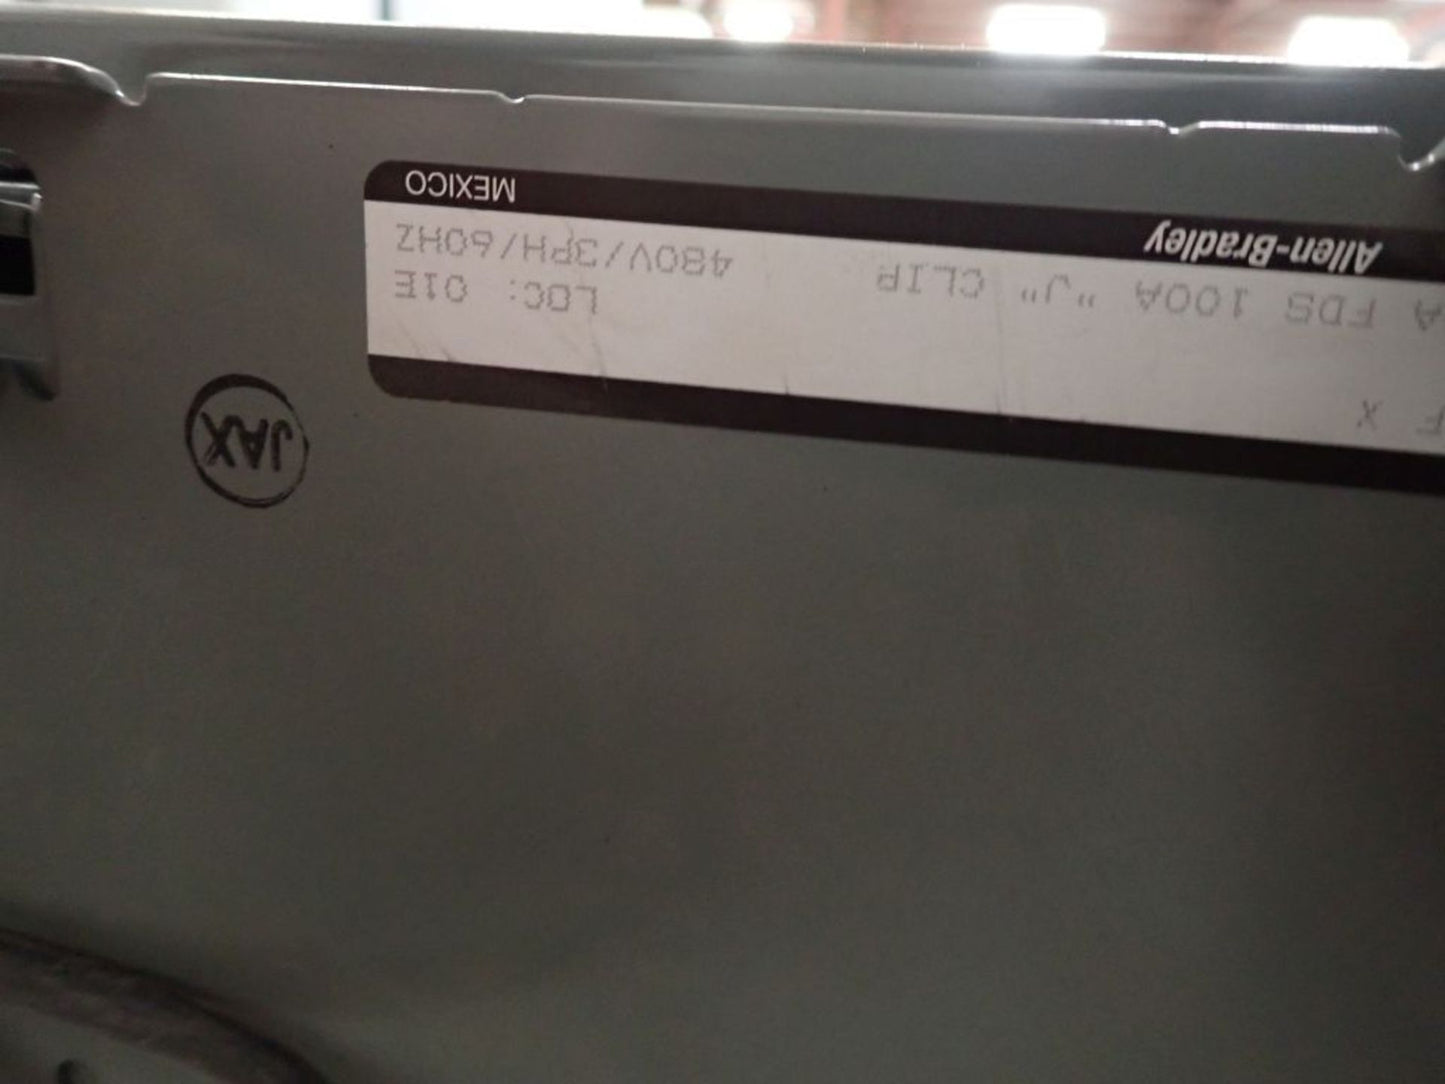 F X
LOC: 01E
A FDS 100A "J" CLIP 480V/3PH/60HZ
Allen-Bradley MEXICO
JAX